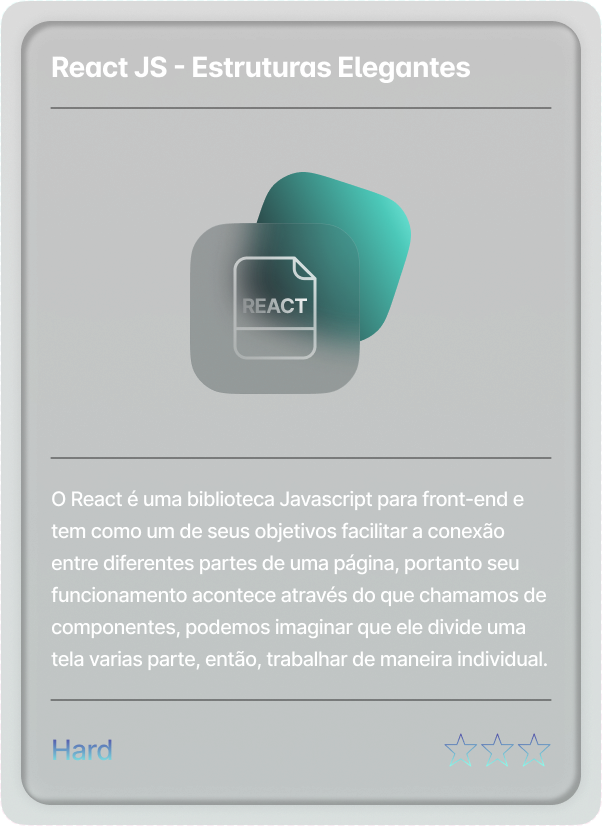 React JS - Estruturas Elegantes
REACT
O React é uma biblioteca Javascript para front-end e
tem como um de seus objetivos facilitar a conexão
entre diferentes partes de uma página, portanto seu
funcionamento acontece através do que chamamos de
componentes, podemos imaginar que ele divide uma
tela varias parte, então, trabalhar de maneira individual.
Hard